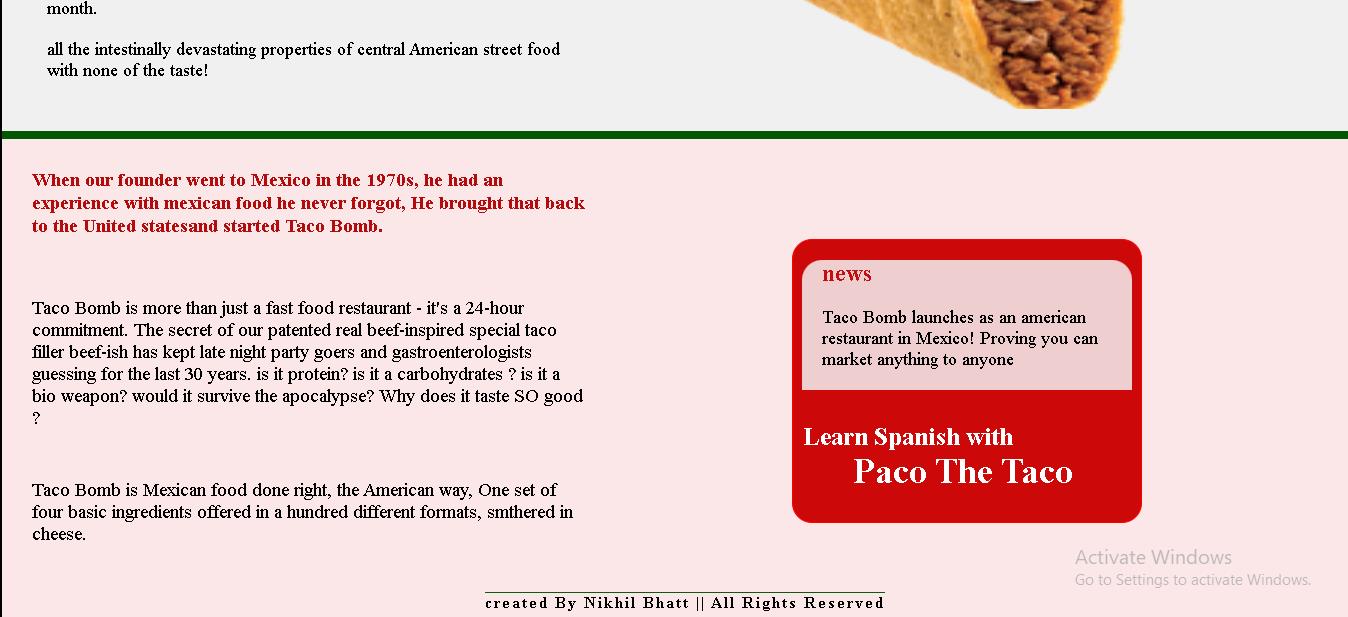 month.
all the intestinally devastating properties of central American street food
with none of the taste!
When our founder went to Mexico in the 1970s, he had an
experience with mexican food he never forgot, He brought that back
to the United statesand started Taco Bomb.
Taco Bomb is more than just a fast food restaurant - it's a 24-hour
commitment. The secret of our patented real beef-inspired special taco
filler beef-ish has kept late night party goers and gastroenterologists
guessing for the last 30 years. is it protein? is it a carbohydrates ? is it a
bio weapon? would it survive the apocalypse? Why does it taste SO good
?
Taco Bomb is Mexican food done right, the American way, One set of
four basic ingredients offered in a hundred different formats, smthered in
cheese.
news
Taco Bomb launches as an american
restaurant in Mexico! Proving you can
market anything to anyone
Learn Spanish with
Paco The Taco
Activate Windows
Go to Settings to activate Windows.
created By Nikhil Bhatt || All Rights Reserved